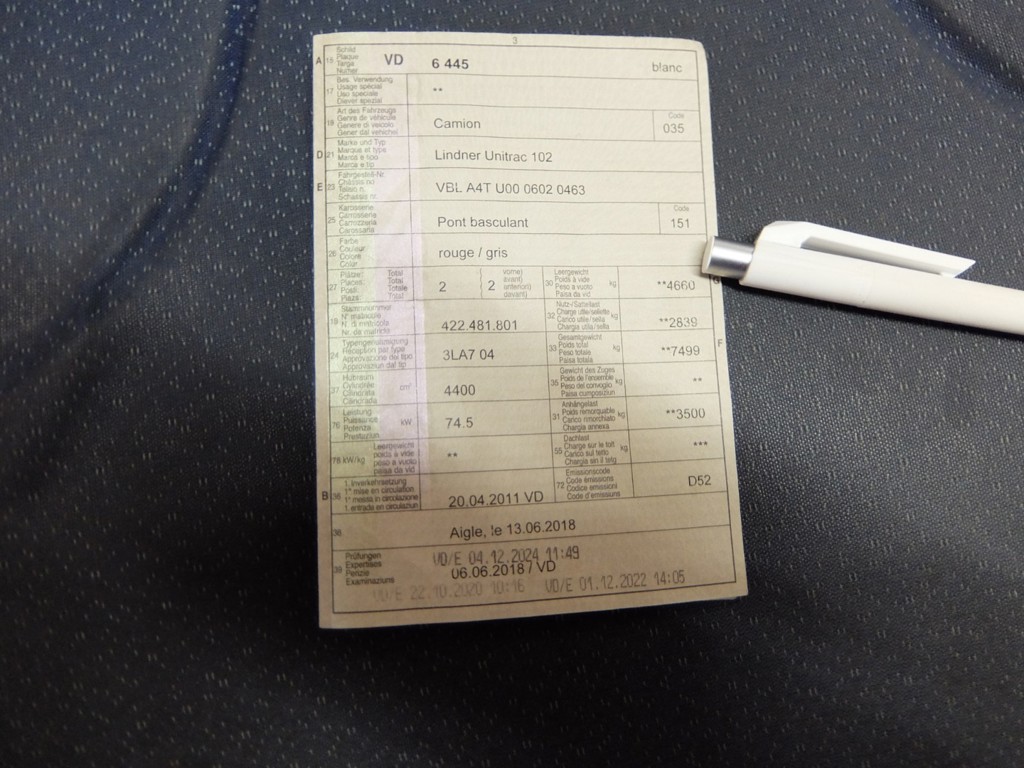 3
A 15 Schild Plaque Targa Numer VD 6 445 blanc
17 Bes. Verwendung Usage spécial Uso speciale Diever spezial **
19 Art des Fahrzeugs Genre de véhicule Genere di veicolo Gener dal vehichel Camion Code 035
D 21 Marke und Typ Marque et type Marca e tipo Marca e tip Lindner Unitrac 102
E 23 Fahrgestell-Nr. Châssis no Telaio n. Schassis nr. VBL A4T U00 0602 0463
25 Karosserie Carrosserie Carrozzeria Carossaria Pont basculant Code 151
26 Farbe Couleur Colore Colur rouge / gris
27 Plätze Places Posti Plazs Total Totale Totale Total 2 2 vorne) avant) anteriori) davant) 30 Leergewicht Poids à vide Peso a vuoto Paisa da vid kg **4660 G
18 Stammnummer N° matricule N. di matricola Nr. da matricla 422.481.801 32 Nutz-/Sattellast Charge utile/sellette Carico utile/sella Chargia utila/sella kg **2839
24 Typengenehmigung Réception par type Approvazione del tipo Approvaziun dal tip 3LA7 04 33 Gesamtgewicht Poids total Peso totale Paisa totala kg **7499 F
37 Hubraum Cylindrée Cilindrata Cilindrada cm³ 4400 35 Gewicht des Zuges Poids de l'ensemble Peso del convoglio Paisa cumposiziun kg **
76 Leistung Puissance Potenza Prestaziun kW 74.5 31 Anhängelast Poids remorquable Carico rimorchiato Chargia annexa kg **3500
78 kW/kg Leergewicht poids à vide peso a vuoto paisa da vid ** 55 Dachlast Charge sur le toit Carico sul tetto Chargia sin il tetg kg ***
B 36 1. Inverkehrsetzung 1re mise en circulation 1a messa in circolazione 1. entrada en circulaziun 20.04.2011 VD 72 Emissionscode Code émissions Codice emissioni Code d'emissiuns D52
38 Aigle, le 13.06.2018
39 Prüfungen Expertises Perizie Examinaziuns VD/E 04.12.2024 11:49
06.06.2018 / VD
VD/E 22.10.2020 10:16 VD/E 01.12.2022 14:05